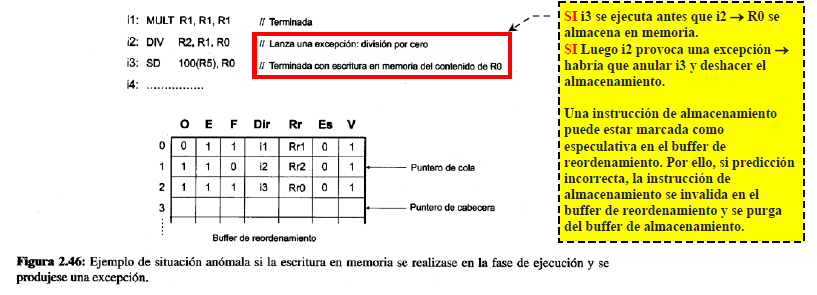 i1: MULT R1, R1, R1 // Terminada
i2: DIV R2, R1, R0 // Lanza una excepción: división por cero
i3: SD 100(R5), R0 // Terminada con escritura en memoria del contenido de R0
i4: ................
O E F Dir Rr Es V
0 0 1 1 i1 Rr1 0 1
1 1 1 0 i2 Rr2 0 1
2 1 1 1 i3 Rr0 0 1
3
Puntero de cola
Puntero de cabecera
Buffer de reordenamiento
SI i3 se ejecuta antes que i2 → R0 se
almacena en memoria.
SI Luego i2 provoca una excepción →
habría que anular i3 y deshacer el
almacenamiento.
Una instrucción de almacenamiento
puede estar marcada como
especulativa en el buffer de
reordenamiento. Por ello, si predicción
incorrecta, la instrucción de
almacenamiento se invalida en el
buffer de reordenamiento y se purga
del buffer de almacenamiento.
Figura 2.46: Ejemplo de situación anómala si la escritura en memoria se realizase en la fase de ejecución y se
produjese una excepción.